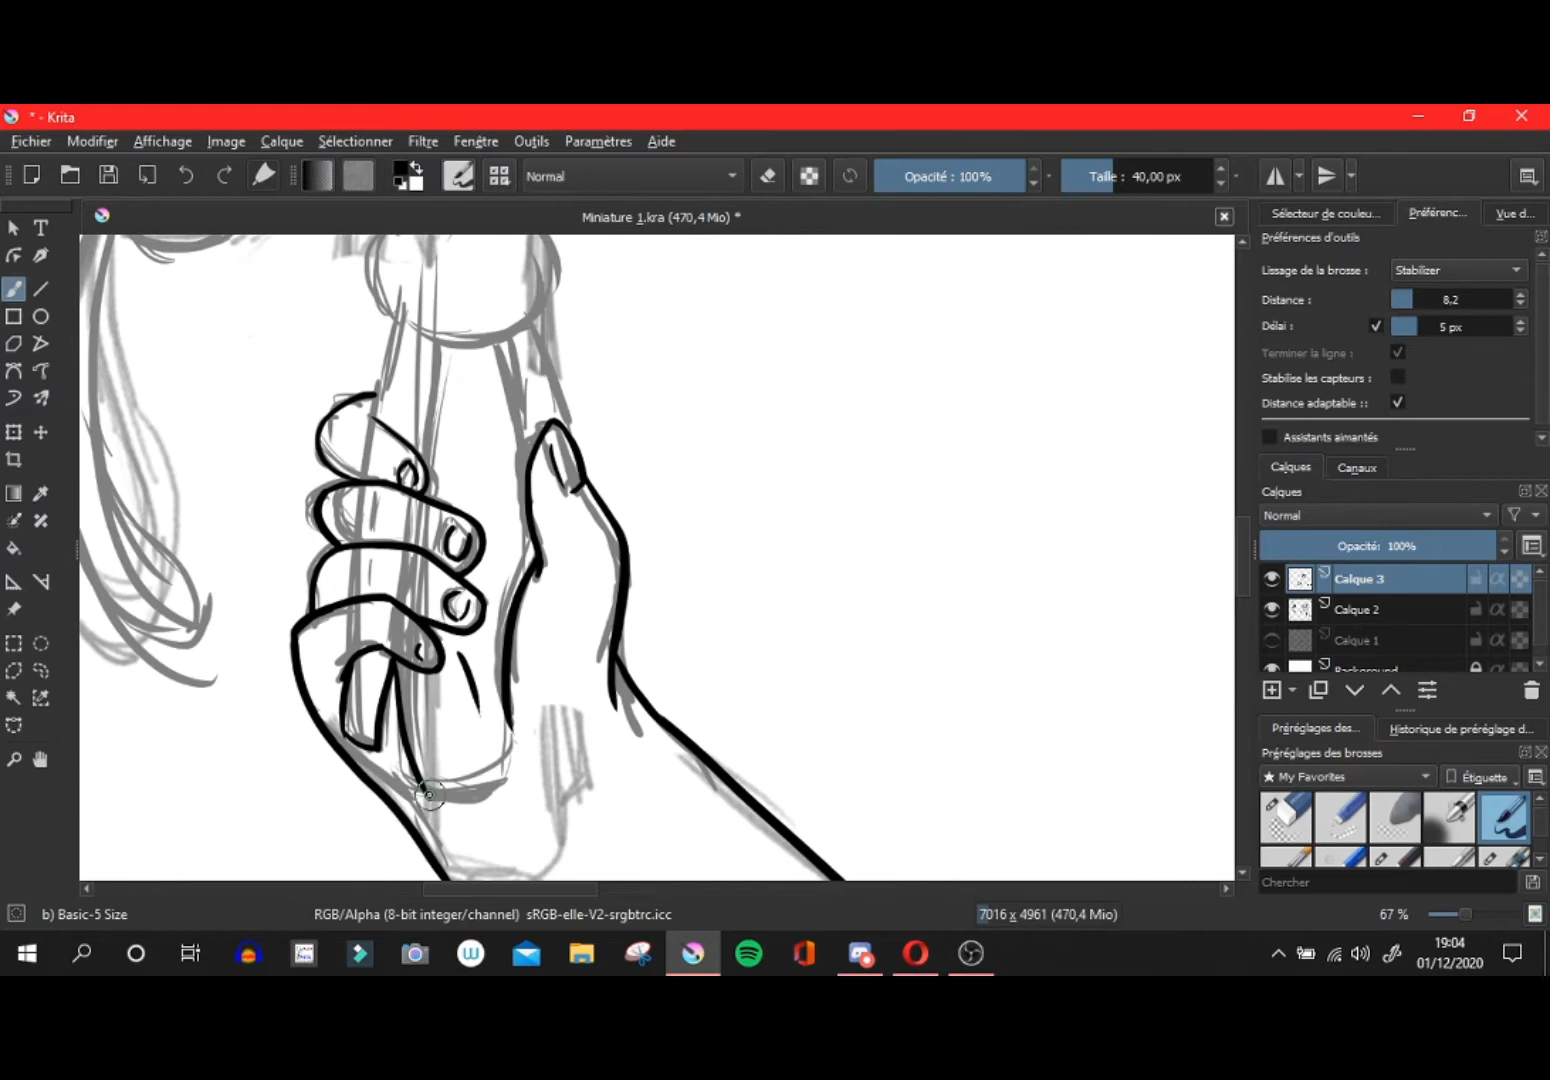 * - Krita
Fichier Modifier Affichage Image Calque Sélectionner Filtre Fenêtre Outils Paramètres Aide
Normal Opacité : 100% Taille : 40,00 px
Miniature 1.kra (470,4 Mio) *
Sélecteur de couleu... Préférenc... Vue d...
Préférences d'outils
Lissage de la brosse : Stabilizer
Distance : 8,2
Délai : 5 px
Terminer la ligne :
Stabilise les capteurs :
Distance adaptable ::
Assistants aimantés
Calques Canaux
Calques
Normal
Opacité: 100%
Calque 3
Calque 2
Calque 1
Background
Préréglages des... Historique de préréglage d...
Préréglages des brosses
My Favorites Étiquette
Chercher
b) Basic-5 Size RGB/Alpha (8-bit integer/channel) sRGB-elle-V2-srgbtrc.icc 7016 x 4961 (470,4 Mio) 67 %
19:04
01/12/2020